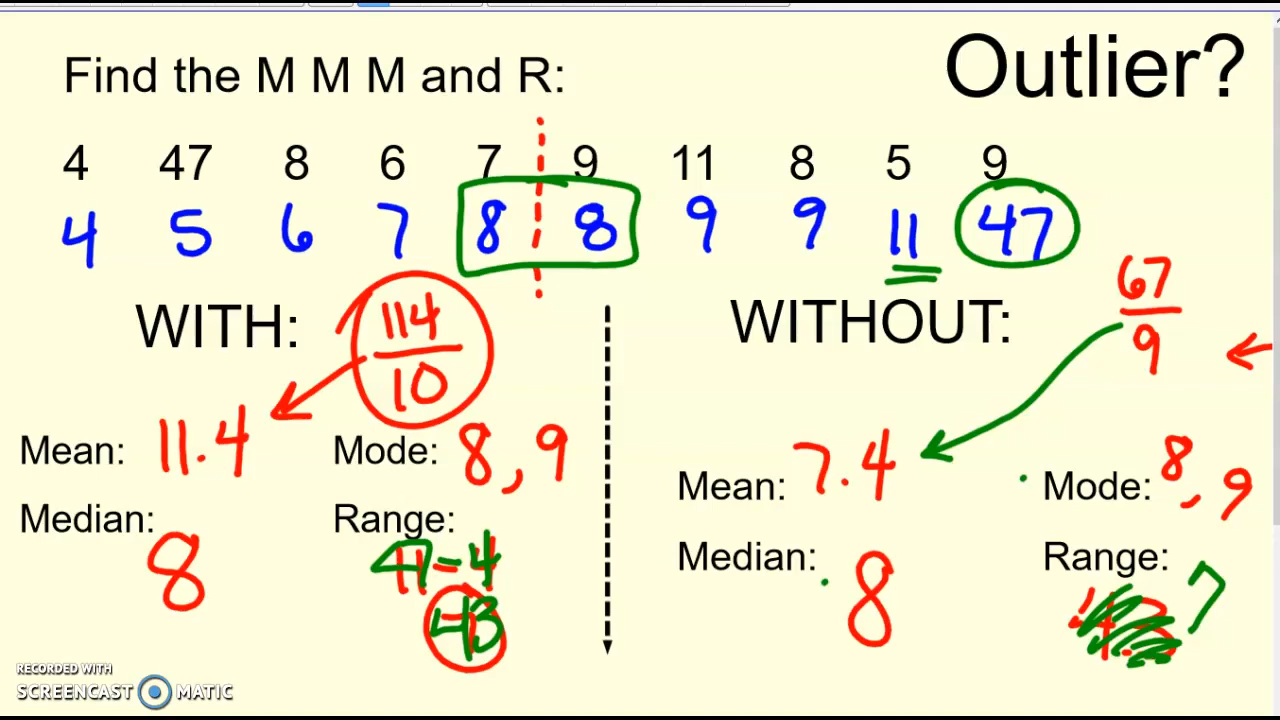 Outlier?
Find the M M M and R:
4 47 8 6 7 9 11 8 5 9
4 5 6 7 8 8 9 9 11 47
WITH: 114/10
WITHOUT: 67/9
Mean: 11.4 Mode: 8, 9
Median: 8 Range: 47-4
43
Mean: 7.4 Mode: 8, 9
Median: 8 Range: 7
RECORDED WITH
SCREENCAST MATIC